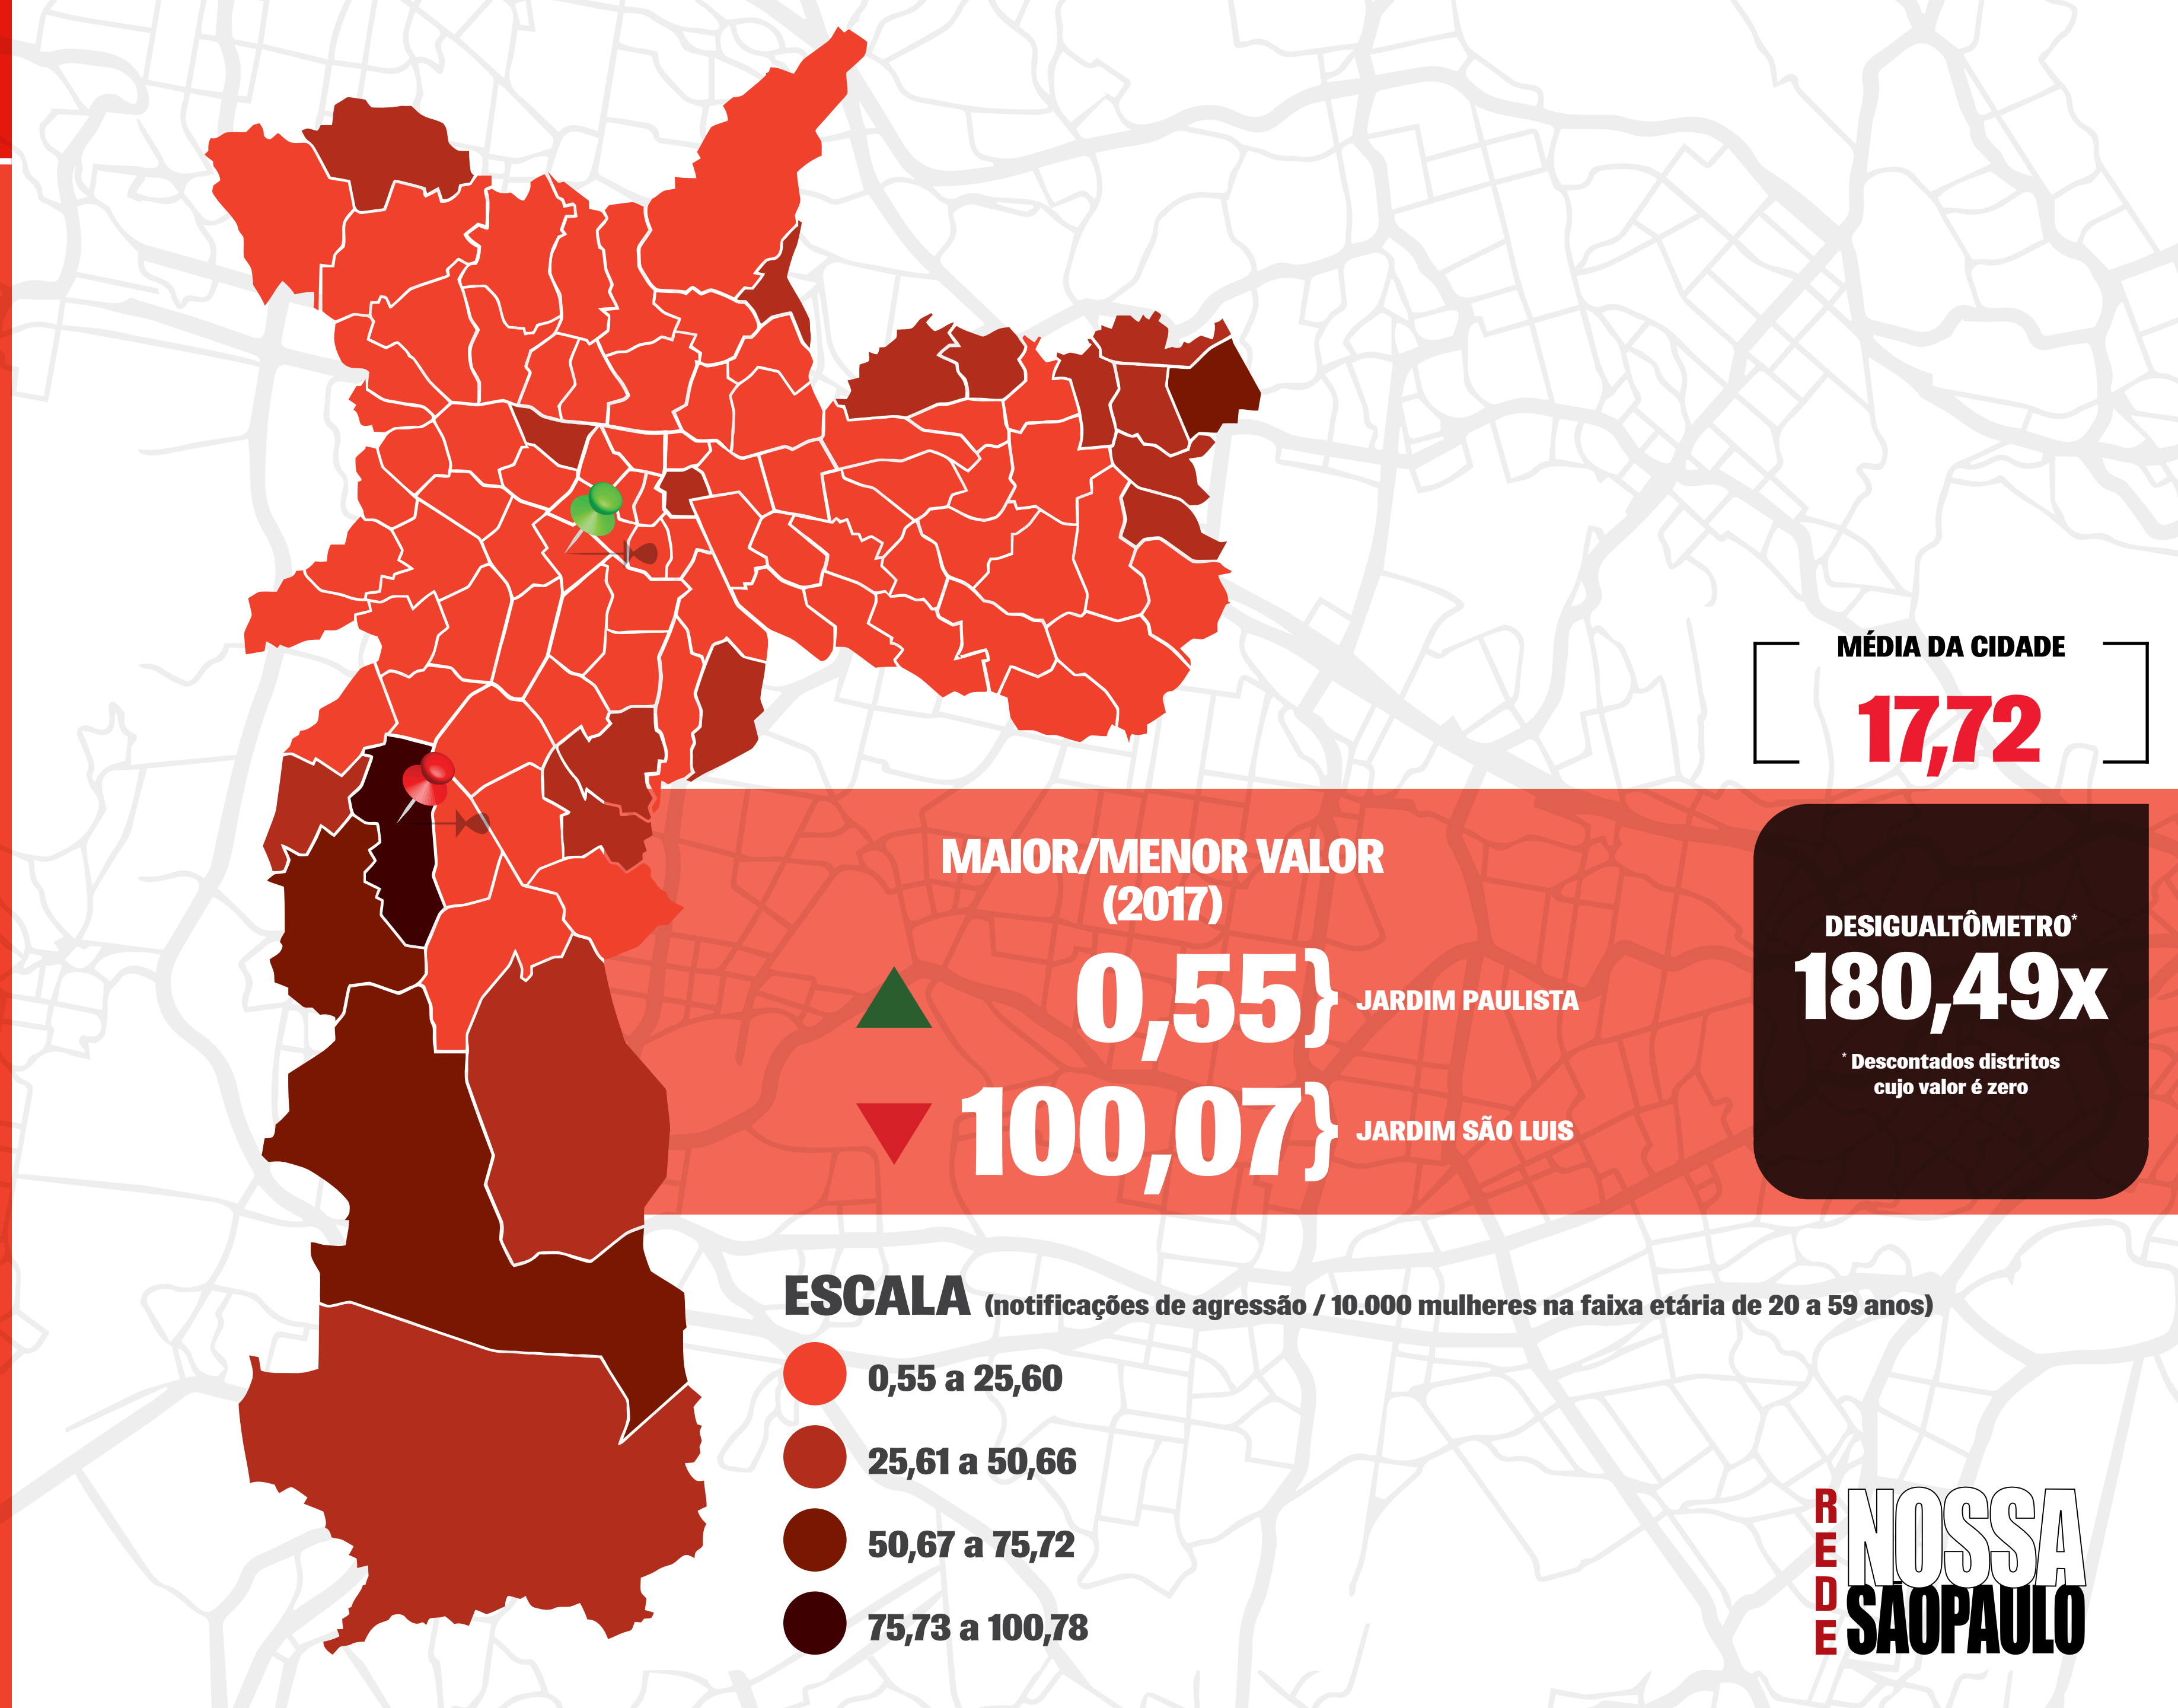 MÉDIA DA CIDADE
17,72
MAIOR/MENOR VALOR
(2017)
0,55} JARDIM PAULISTA
100,07} JARDIM SÃO LUIS
DESIGUALTÔMETRO*
180,49x
* Descontados distritos
cujo valor é zero
ESCALA (notificações de agressão / 10.000 mulheres na faixa etária de 20 a 59 anos)
0,55 a 25,60
25,61 a 50,66
50,67 a 75,72
75,73 a 100,78
REDE
NOSSA
SÃOPAULO